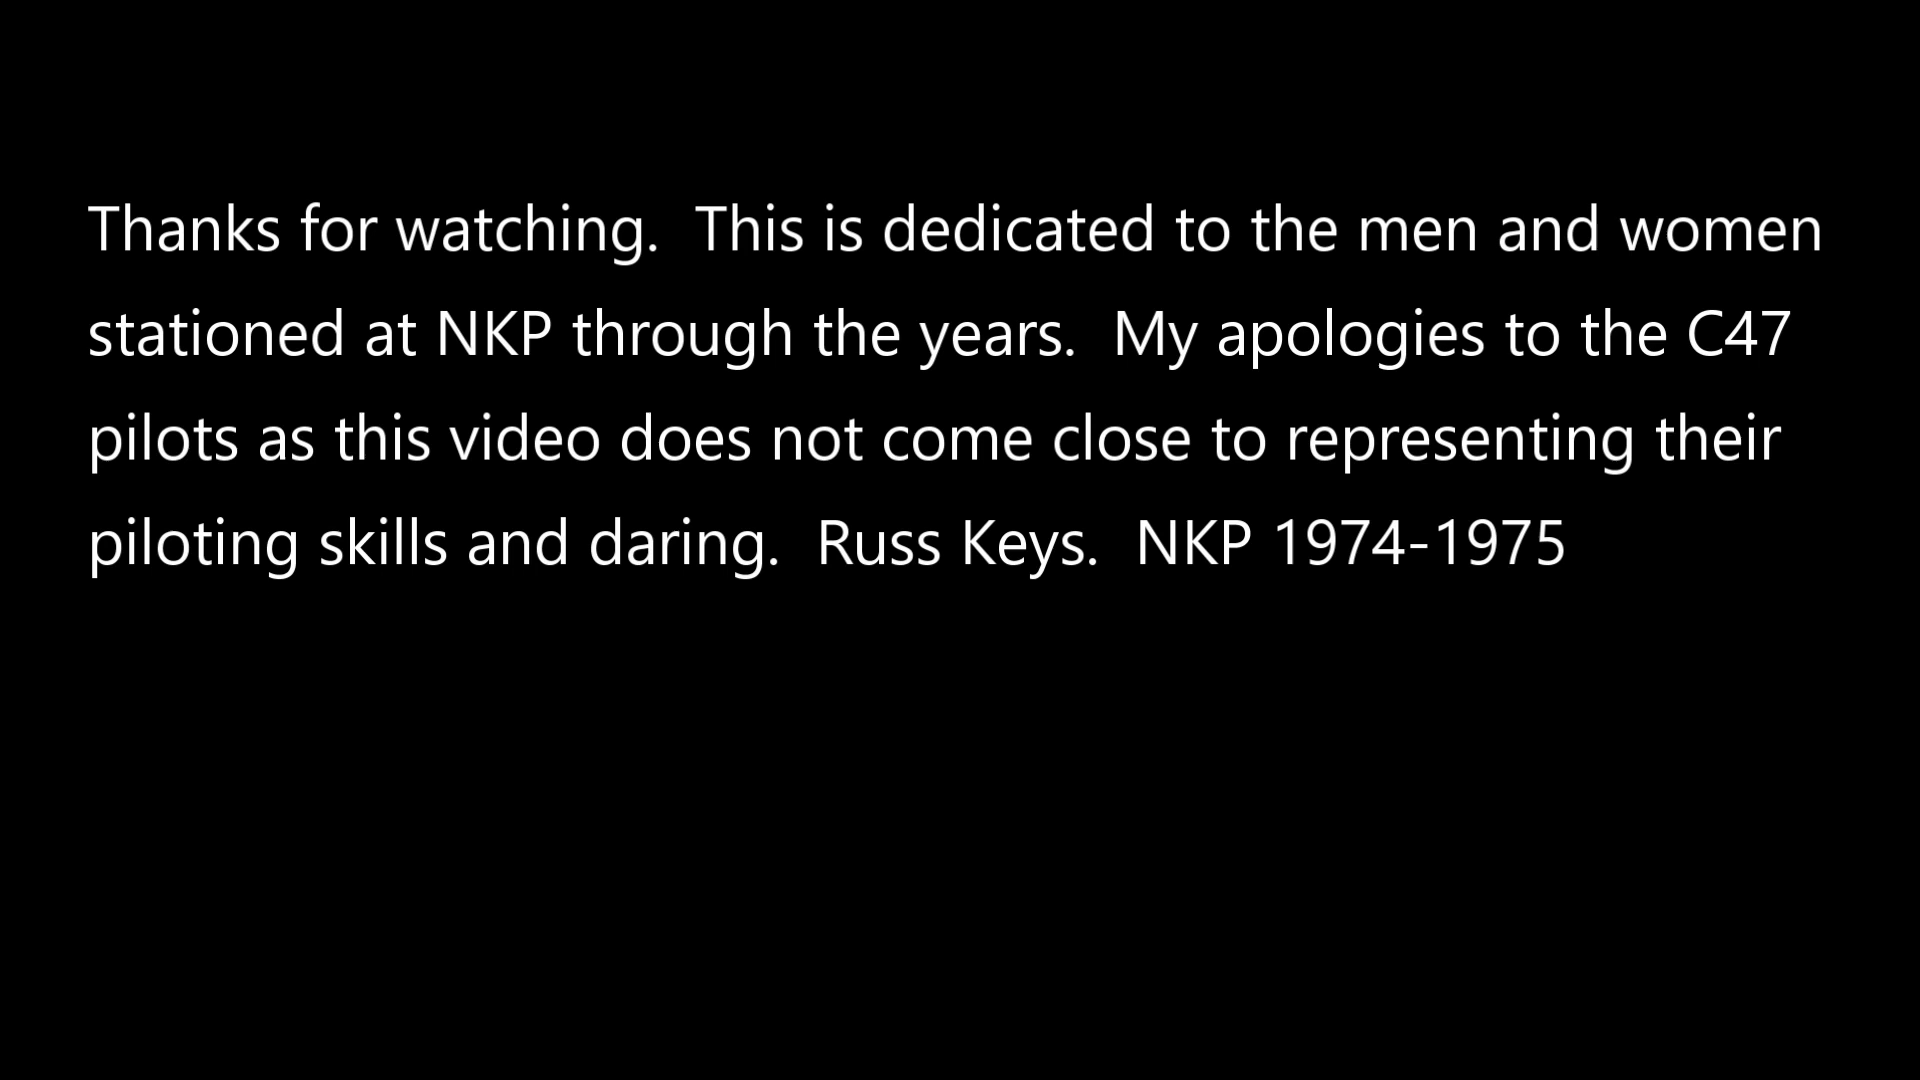 Thanks for watching.  This is dedicated to the men and women
stationed at NKP through the years.  My apologies to the C47
pilots as this video does not come close to representing their
piloting skills and daring.  Russ Keys.  NKP 1974-1975